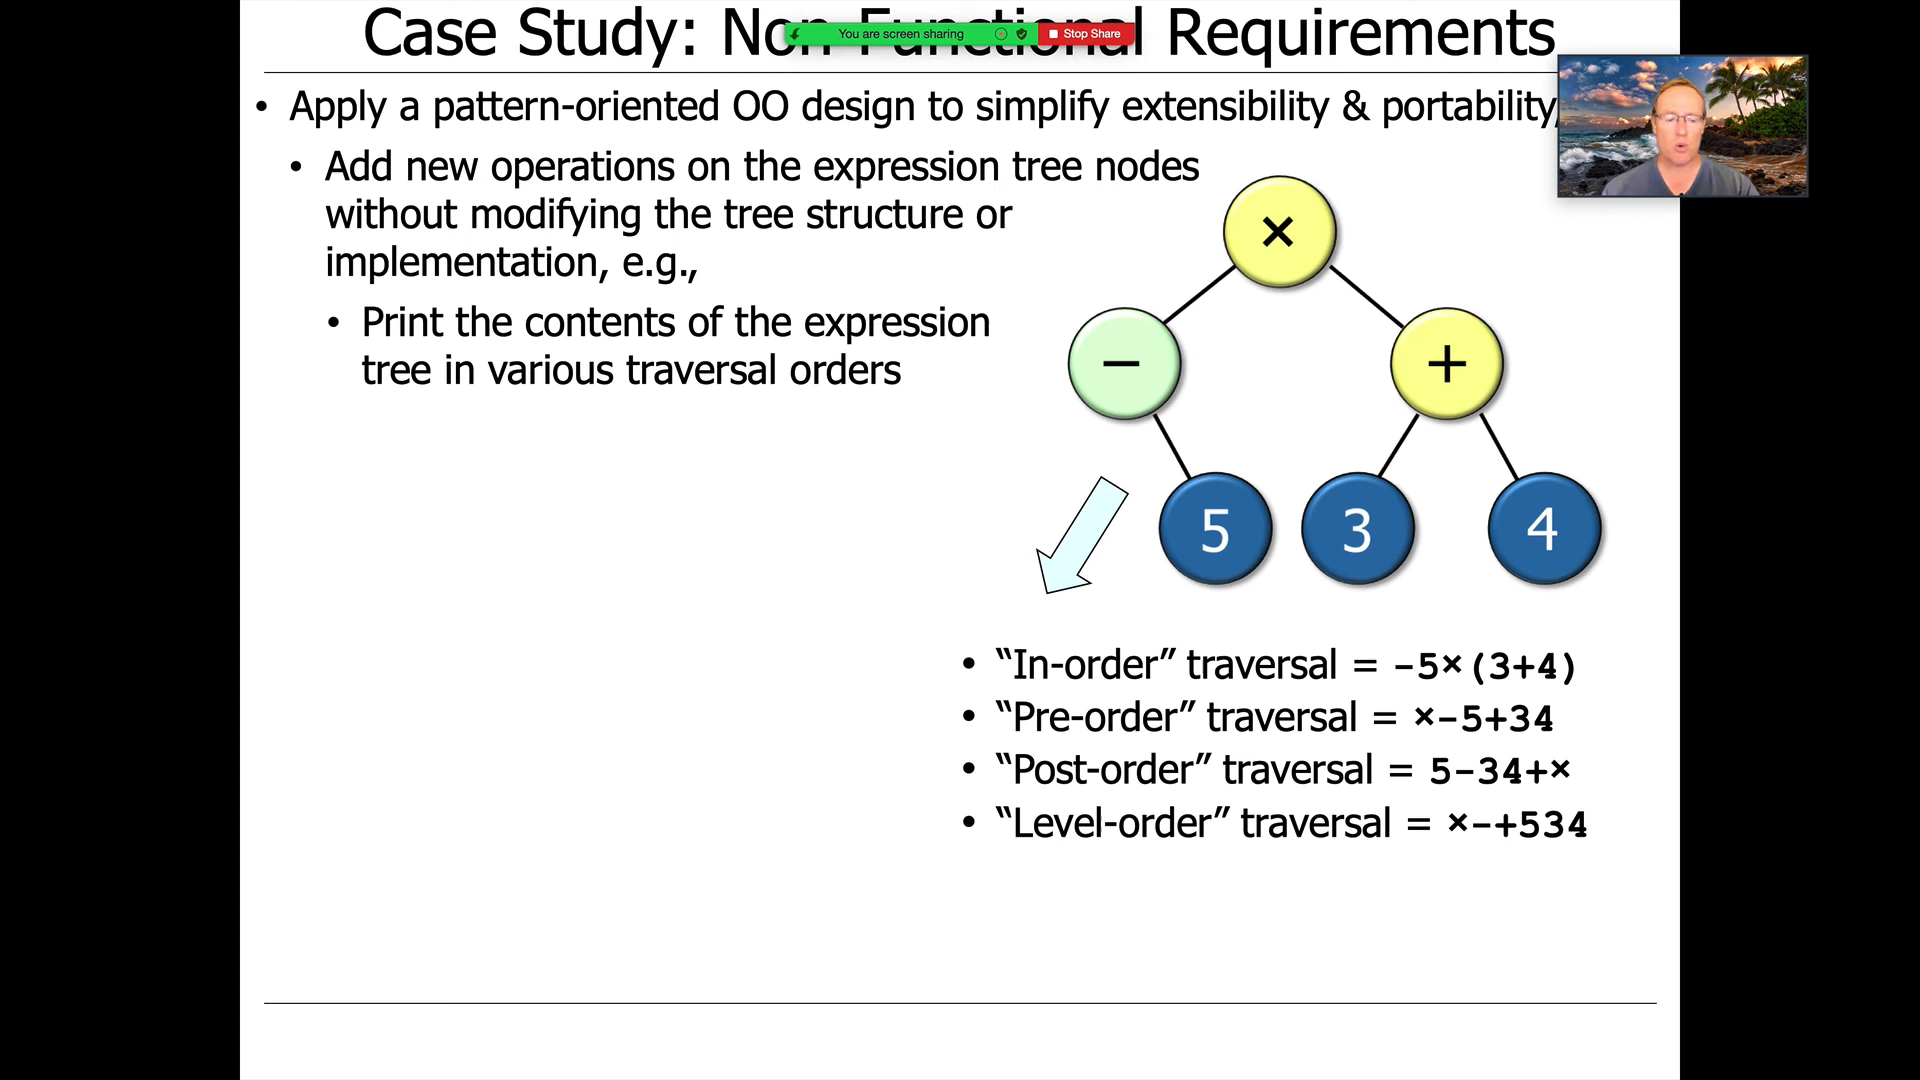 Case Study: Non-Functional Requirements
You are screen sharing
Stop Share
• Apply a pattern-oriented OO design to simplify extensibility & portability,
• Add new operations on the expression tree nodes
without modifying the tree structure or
implementation, e.g.,
• Print the contents of the expression
tree in various traversal orders
×
−
+
5
3
4
• “In-order” traversal = -5×(3+4)
• “Pre-order” traversal = ×-5+34
• “Post-order” traversal = 5-34+×
• “Level-order” traversal = ×-+534